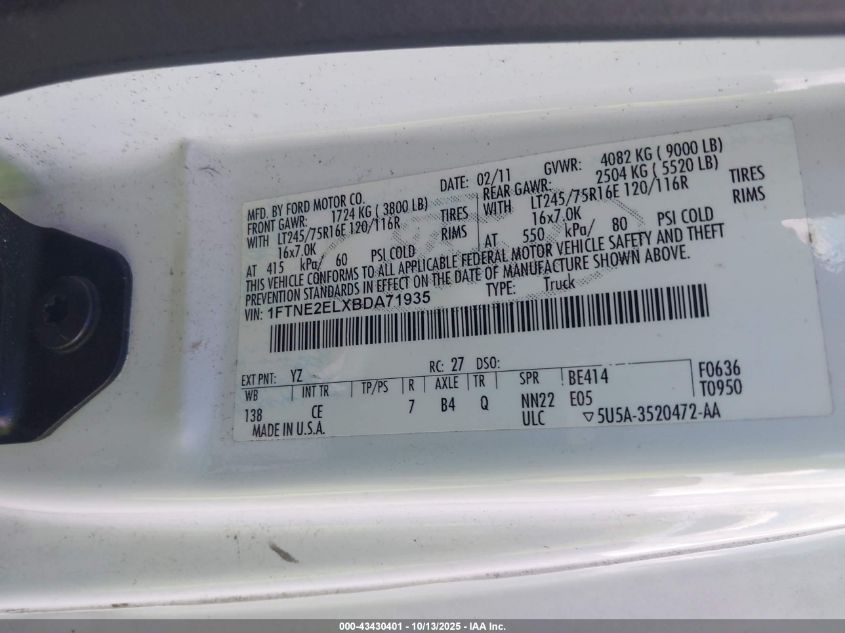 MFD. BY FORD MOTOR CO. DATE: 02/11 GVWR: 4082 KG ( 9000 LB)
FRONT GAWR: 1724 KG ( 3800 LB) REAR GAWR: 2504 KG ( 5520 LB)
WITH LT245/75R16E 120/116R TIRES WITH LT245/75R16E 120/116R TIRES
16x7.0K RIMS 16x7.0K RIMS
AT 415 kPa/ 60 PSI COLD AT 550 kPa/ 80 PSI COLD
THIS VEHICLE CONFORMS TO ALL APPLICABLE FEDERAL MOTOR VEHICLE SAFETY AND THEFT
PREVENTION STANDARDS IN EFFECT ON THE DATE OF MANUFACTURE SHOWN ABOVE.
VIN: 1FTNE2ELXBDA71935 TYPE: Truck
EXT PNT: YZ RC: 27 DSO:
WB INT TR TP/PS R AXLE TR SPR BE414 F0636
138 CE 7 B4 Q NN22 E05 T0950
MADE IN U.S.A. ULC ▽5U5A-3520472-AA
000-43430401 - 10/13/2025 - IAA Inc.